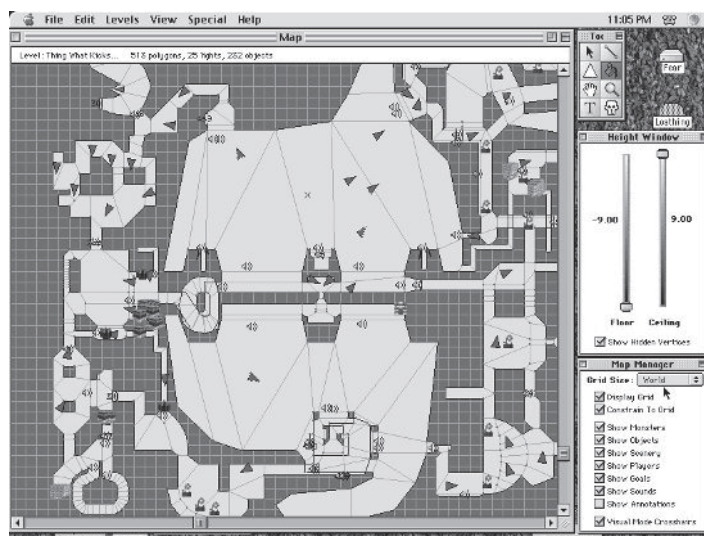 File Edit Levels View Special Help 11:05 PM
Map
Level: Thing What Kicks... 513 polygons, 25 lights, 282 objects
Fear
Loathing
Height Window
-9.00 9.00
Floor Ceiling
Show Hidden Vertices
Map Manager
Grid Size: World
Display Grid
Constrain To Grid
Show Monsters
Show Objects
Show Scenery
Show Players
Show Goals
Show Sounds
Show Annotations
Visual Mode Crosshairs